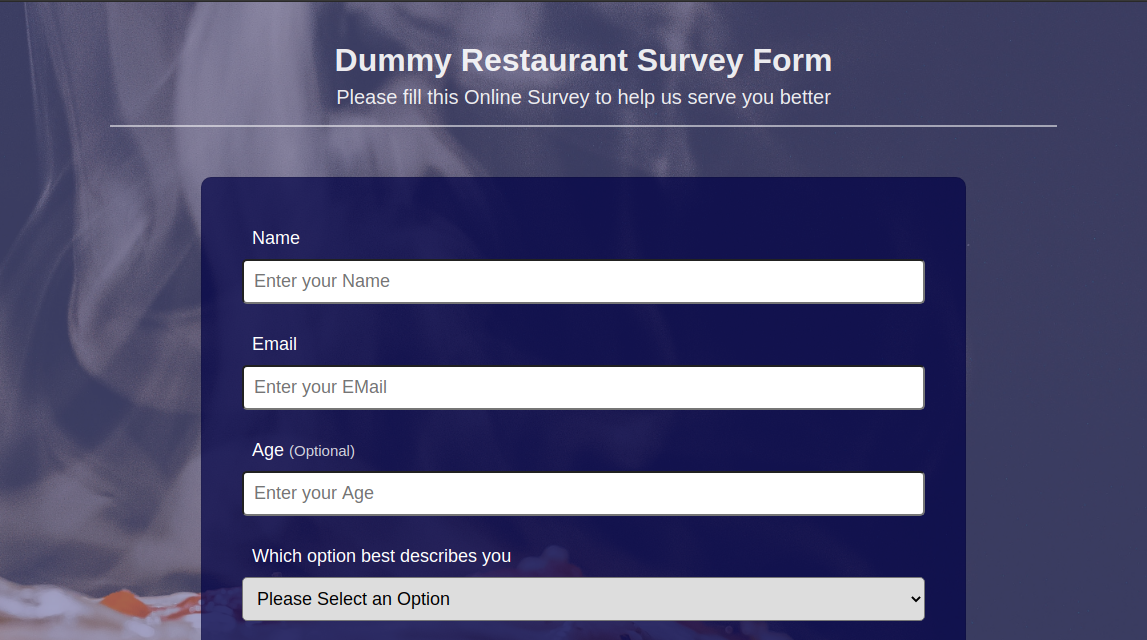 Dummy Restaurant Survey Form
Please fill this Online Survey to help us serve you better
Name
Enter your Name
Email
Enter your EMail
Age (Optional)
Enter your Age
Which option best describes you
Please Select an Option